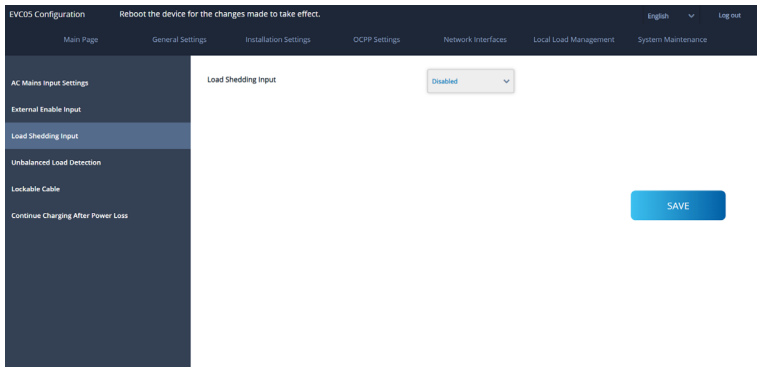 EVC05 Configuration Reboot the device for the changes made to take effect. English Log out
Main Page General Settings Installation Settings OCPP Settings Network Interfaces Local Load Management System Maintenance
AC Mains Input Settings
External Enable Input
Load Shedding Input
Unbalanced Load Detection
Lockable Cable
Continue Charging After Power Loss
Load Shedding Input Disabled
SAVE